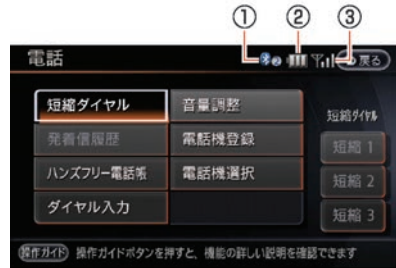 ① ② ③
電話 戻る
短縮ダイヤル 音量調整
短縮ダイヤル
発着信履歴 電話機登録
短縮 1
ハンズフリー電話帳 電話機選択
短縮 2
ダイヤル入力
短縮 3
操作ガイド 操作ガイドボタンを押すと、機能の詳しい説明を確認できます